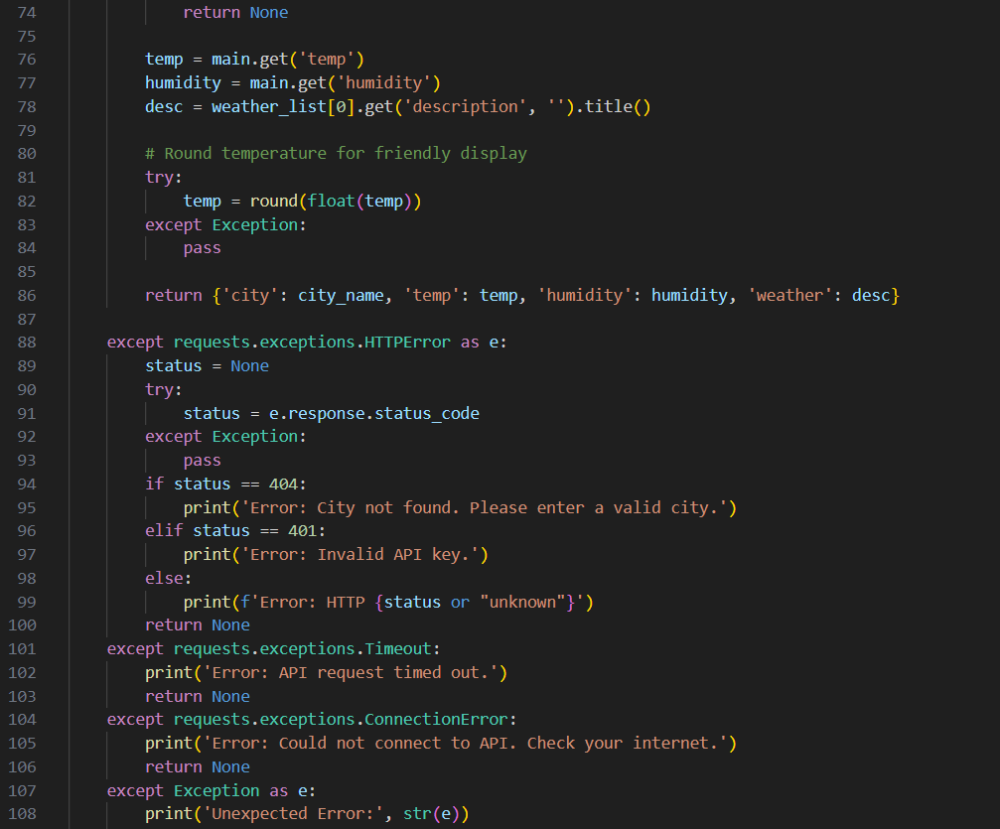 74 return None
75
76 temp = main.get('temp')
77 humidity = main.get('humidity')
78 desc = weather_list[0].get('description', '').title()
79
80 # Round temperature for friendly display
81 try:
82 temp = round(float(temp))
83 except Exception:
84 pass
85
86 return {'city': city_name, 'temp': temp, 'humidity': humidity, 'weather': desc}
87
88 except requests.exceptions.HTTPError as e:
89 status = None
90 try:
91 status = e.response.status_code
92 except Exception:
93 pass
94 if status == 404:
95 print('Error: City not found. Please enter a valid city.')
96 elif status == 401:
97 print('Error: Invalid API key.')
98 else:
99 print(f'Error: HTTP {status or "unknown"}')
100 return None
101 except requests.exceptions.Timeout:
102 print('Error: API request timed out.')
103 return None
104 except requests.exceptions.ConnectionError:
105 print('Error: Could not connect to API. Check your internet.')
106 return None
107 except Exception as e:
108 print('Unexpected Error:', str(e))